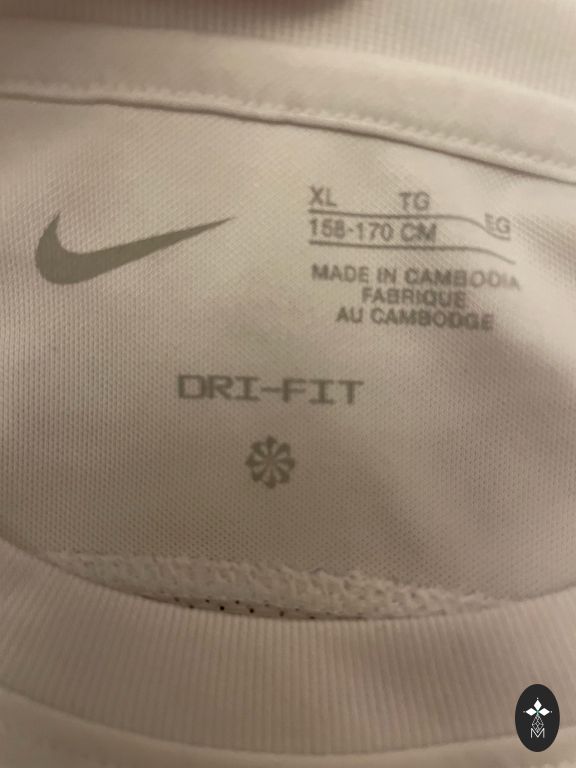 XL TG EG
158-170 CM
MADE IN CAMBODIA
FABRIQUE
AU CAMBODGE
DRI-FIT
M